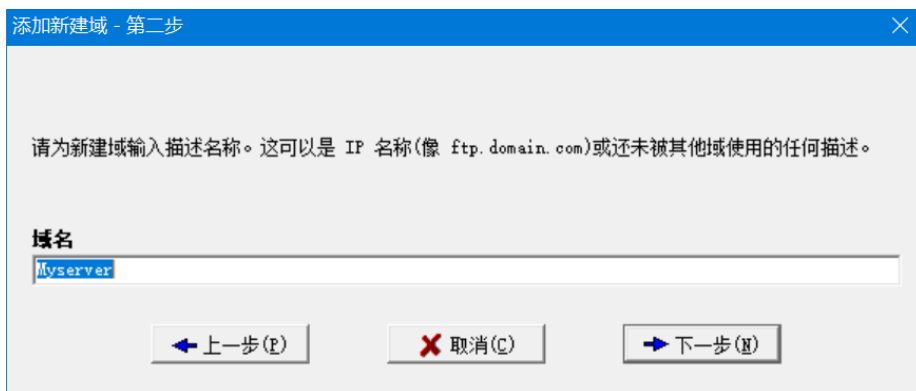 添加新建域 - 第二步
请为新建域输入描述名称。这可以是 IP 名称(像 ftp.domain.com)或还未被其他域使用的任何描述。
域名
Myserver
上一步(P) 取消(C) 下一步(N)